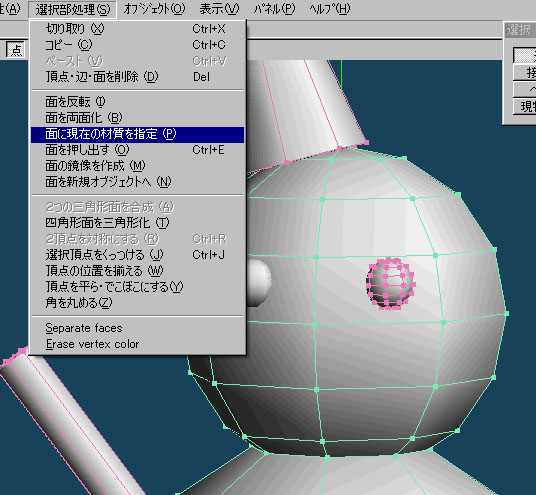 生(A) 選択部処理(S) オブジェクト(O) 表示(V) パネル(P) ヘルプ(H)
点
切り取り(X) Ctrl+X
コピー(C) Ctrl+C
ペースト(V) Ctrl+V
頂点・辺・面を削除(D) Del
面を反転(I)
面を両面化(B)
面に現在の材質を指定(P)
面を押し出す(O) Ctrl+E
面の鏡像を作成(M)
面を新規オブジェクトへ(N)
2つの三角形面を合成(A)
四角形面を三角形化(T)
2頂点を対称にする(R) Ctrl+R
選択頂点をくっつける(J) Ctrl+J
頂点の位置を揃える(W)
頂点を平ら・でこぼこにする(Y)
角を丸める(Z)
Separate faces
Erase vertex color
選択
接
へ
現